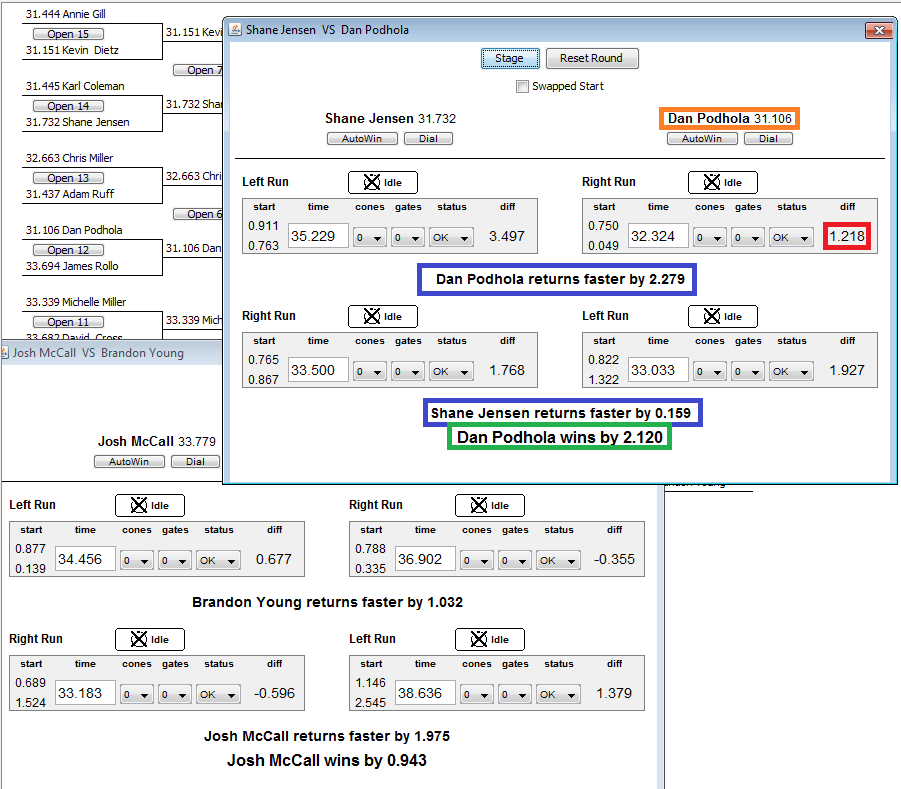 31.444 Annie Gill
Open 15
31.151 Kevin Dietz
31.151 Kevi
Open 7
31.445 Karl Coleman
Open 14
31.732 Shane Jensen
31.732 Shar
32.663 Chris Miller
Open 13
31.437 Adam Ruff
32.663 Chri
Open 6
31.106 Dan Podhola
Open 12
33.694 James Rollo
31.106 Dan
33.339 Michelle Miller
Open 11
33.682 David Cross
33.339 Mich
Shane Jensen VS Dan Podhola
Stage Reset Round
Swapped Start
Shane Jensen 31.732 Dan Podhola 31.106
AutoWin Dial AutoWin Dial
Left Run Idle Right Run Idle
start time cones gates status diff start time cones gates status diff
0.911 0.750
35.229 0 0 OK 3.497 32.324 0 0 OK 1.218
0.763 0.049
Dan Podhola returns faster by 2.279
Right Run Idle Left Run Idle
start time cones gates status diff start time cones gates status diff
0.765 0.822
33.500 0 0 OK 1.768 33.033 0 0 OK 1.927
0.867 1.322
Shane Jensen returns faster by 0.159
Dan Podhola wins by 2.120
Josh McCall VS Brandon Young
Josh McCall 33.779
AutoWin Dial
Left Run Idle Right Run Idle
start time cones gates status diff start time cones gates status diff
0.877 0.788
34.456 0 0 OK 0.677 36.902 0 0 OK -0.355
0.139 0.335
Brandon Young returns faster by 1.032
Right Run Idle Left Run Idle
start time cones gates status diff start time cones gates status diff
0.689 1.146
33.183 0 0 OK -0.596 38.636 0 0 OK 1.379
1.524 2.545
Josh McCall returns faster by 1.975
Josh McCall wins by 0.943